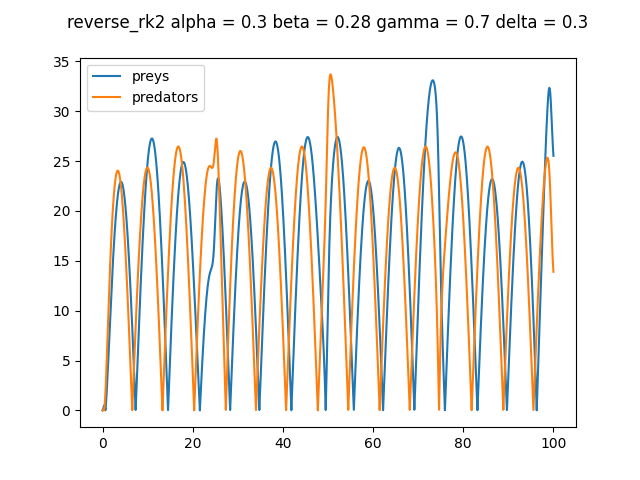 reverse_rk2 alpha = 0.3 beta = 0.28 gamma = 0.7 delta = 0.3
preys
predators
35
30
25
20
15
10
5
0
0 20 40 60 80 100